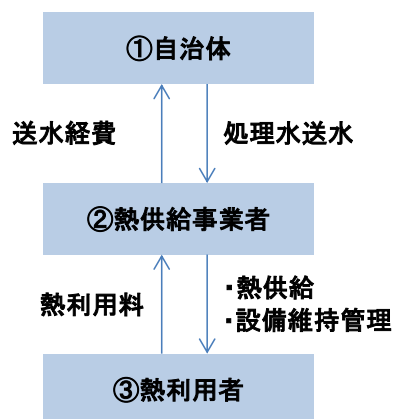 ①自治体
送水経費
処理水送水
②熱供給事業者
熱利用料
・熱供給
・設備維持管理
③熱利用者